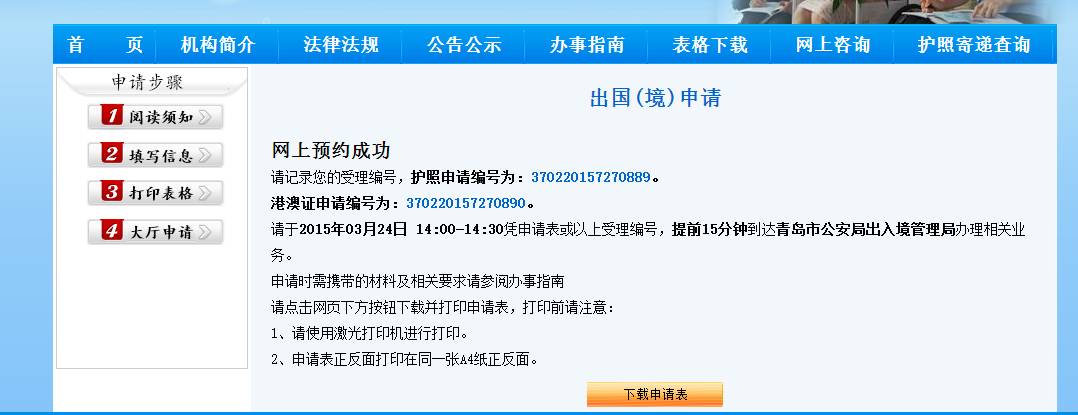 首 页 机构简介 法律法规 公告公示 办事指南 表格下载 网上咨询 护照寄递查询
申请步骤
1 阅读须知
2 填写信息
3 打印表格
4 大厅申请
出国(境)申请
网上预约成功
请记录您的受理编号，护照申请编号为：370220157270889。
港澳证申请编号为：370220157270890。
请于2015年03月24日 14:00-14:30凭申请表或以上受理编号，提前15分钟到达青岛市公安局出入境管理局办理相关业
务。
申请时需携带的材料及相关要求请参阅办事指南
请点击网页下方按钮下载并打印申请表，打印前请注意：
1、请使用激光打印机进行打印。
2、申请表正反面打印在同一张A4纸正反面。
下载申请表